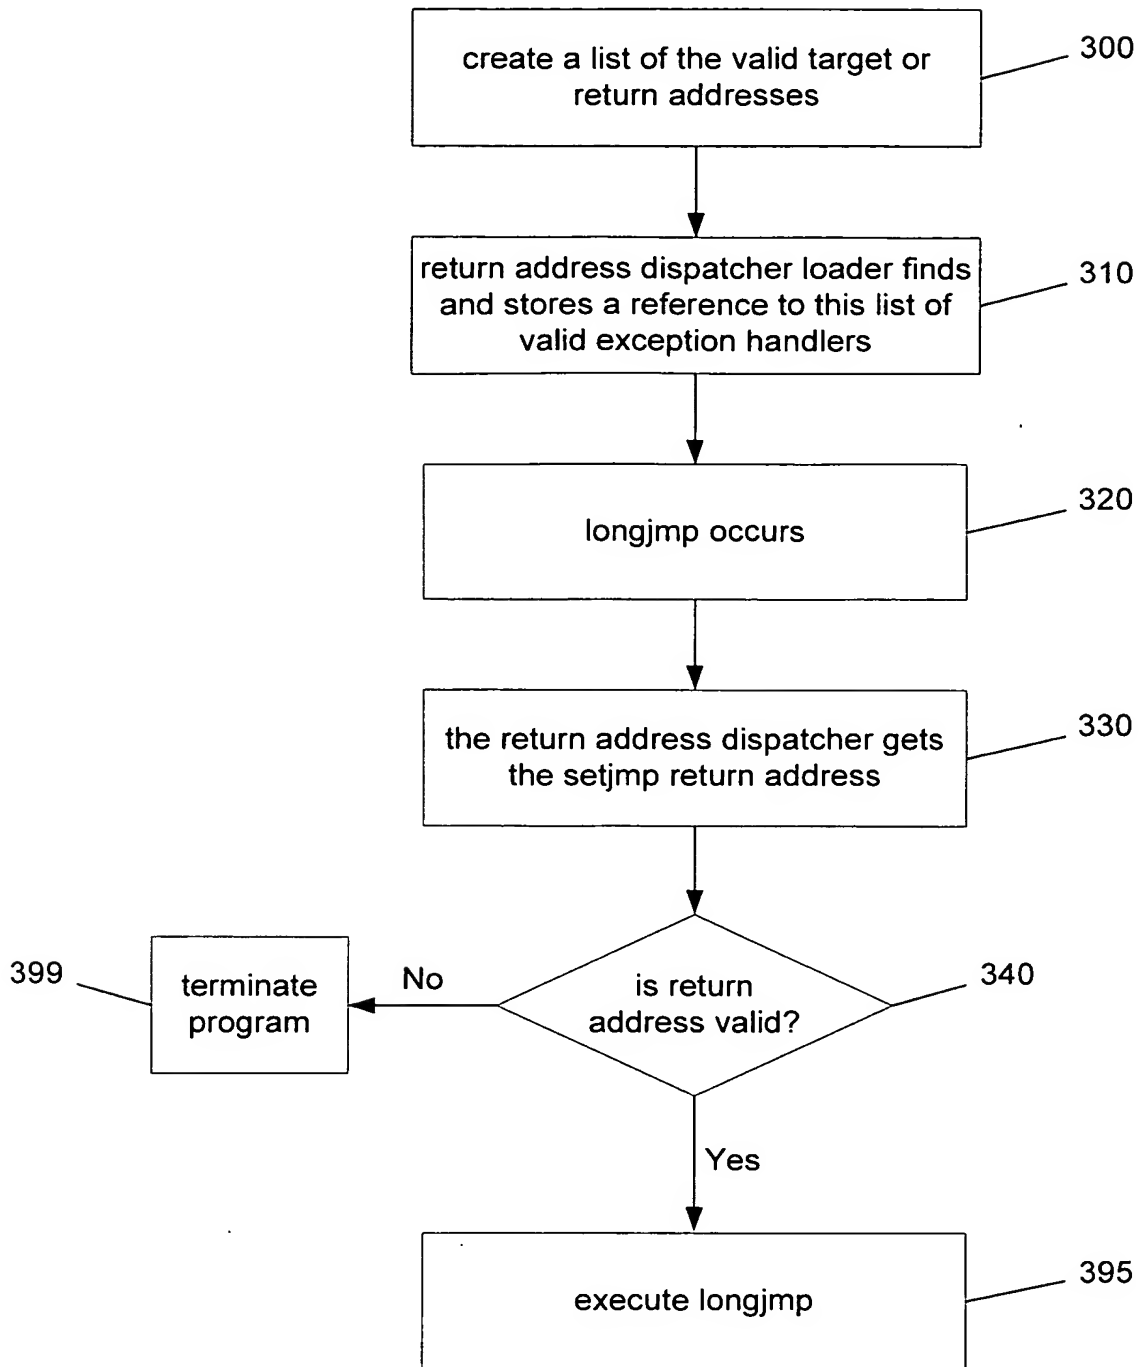 create a list of the valid target or
return addresses
300
return address dispatcher loader finds
and stores a reference to this list of
valid exception handlers
310
longjmp occurs
320
the return address dispatcher gets
the setjmp return address
330
399
terminate
program
No
is return
address valid?
340
Yes
execute longjmp
395